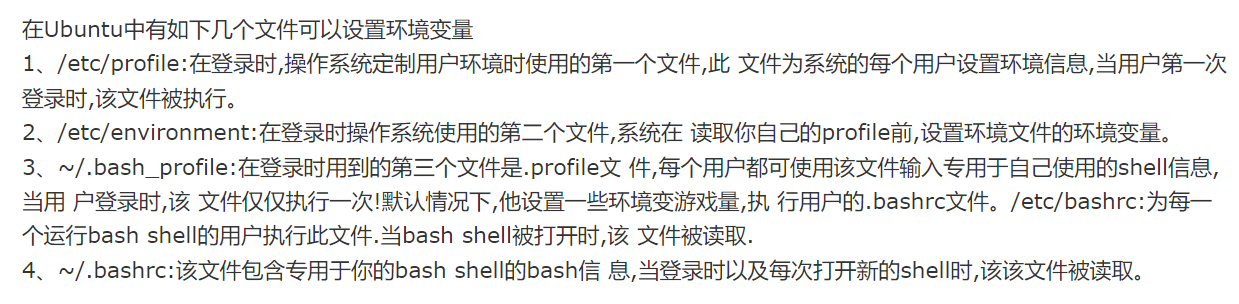 在Ubuntu中有如下几个文件可以设置环境变量
1、/etc/profile:在登录时,操作系统定制用户环境时使用的第一个文件,此 文件为系统的每个用户设置环境信息,当用户第一次
登录时,该文件被执行。
2、/etc/environment:在登录时操作系统使用的第二个文件,系统在 读取你自己的profile前,设置环境文件的环境变量。
3、~/.bash_profile:在登录时用到的第三个文件是.profile文 件,每个用户都可使用该文件输入专用于自己使用的shell信息,
当用 户登录时,该 文件仅仅执行一次!默认情况下,他设置一些环境变游戏量,执 行用户的.bashrc文件。/etc/bashrc:为每一
个运行bash shell的用户执行此文件.当bash shell被打开时,该 文件被读取.
4、~/.bashrc:该文件包含专用于你的bash shell的bash信 息,当登录时以及每次打开新的shell时,该该文件被读取。